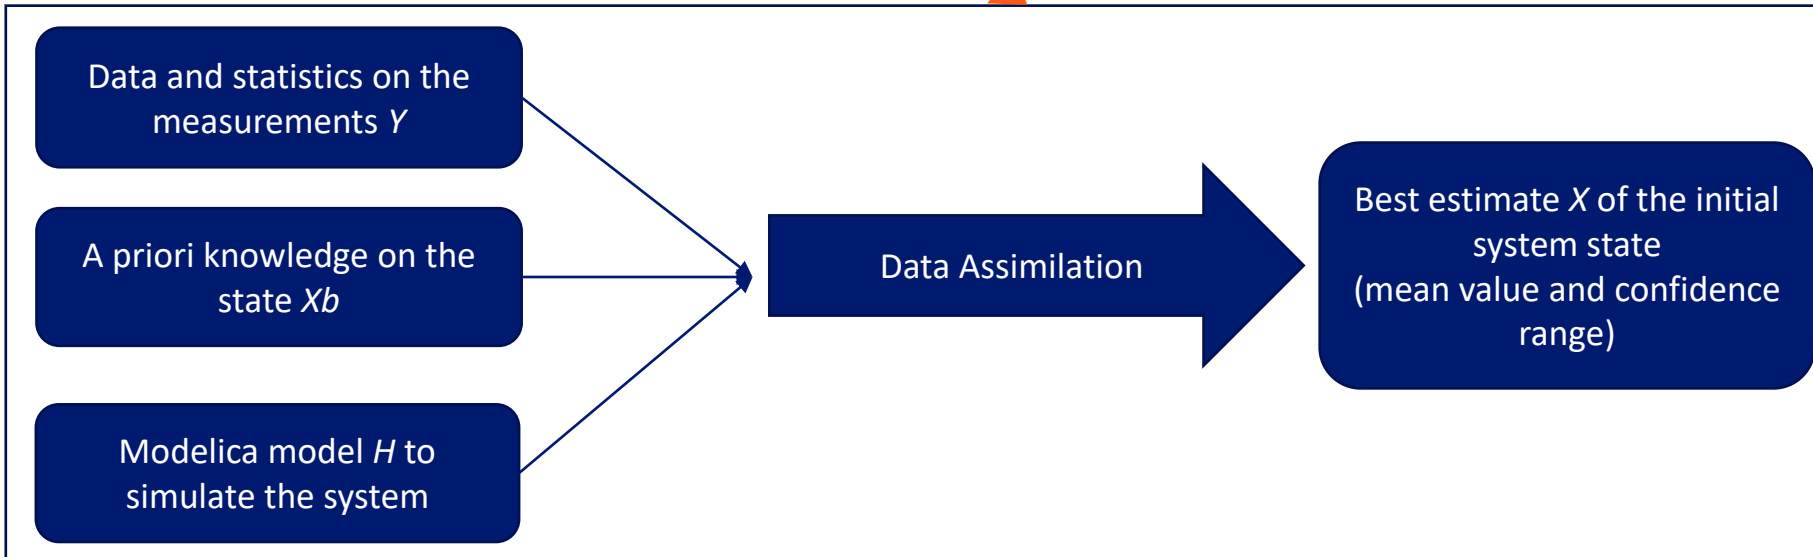 Data and statistics on the
measurements Y
A priori knowledge on the
state Xb
Modelica model H to
simulate the system
Data Assimilation
Best estimate X of the initial
system state
(mean value and confidence
range)